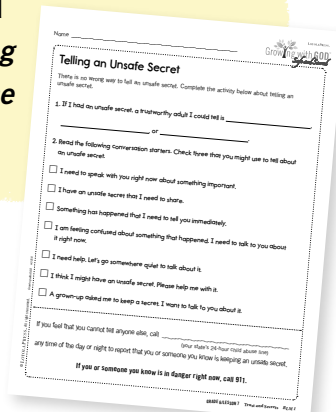 g
e
Name
Growing with GOD
Telling an Unsafe Secret
There is no wrong way to tell an unsafe secret. Complete the activity below about telling an
unsafe secret.
1. If I had an unsafe secret, a trustworthy adult I could tell is
, or
2. Read the following conversation starters. Check three that you might use to tell about
an unsafe secret.
I need to speak with you right now about something important.
I have an unsafe secret that I need to share.
Something has happened that I need to tell you immediately.
I am feeling confused about something that happened. I need to talk to you about
it right now.
I need help. Let's go somewhere quiet to talk about it.
I think I might have an unsafe secret. Please help me with it.
A grown-up asked me to keep a secret. I want to talk to you about it.
If you feel that you cannot tell anyone else, call
(your state's 24-hour child abuse line)
any time of the day or night to report that you or someone you know is keeping an unsafe secret.
If you or someone you know is in danger right now, call 911.